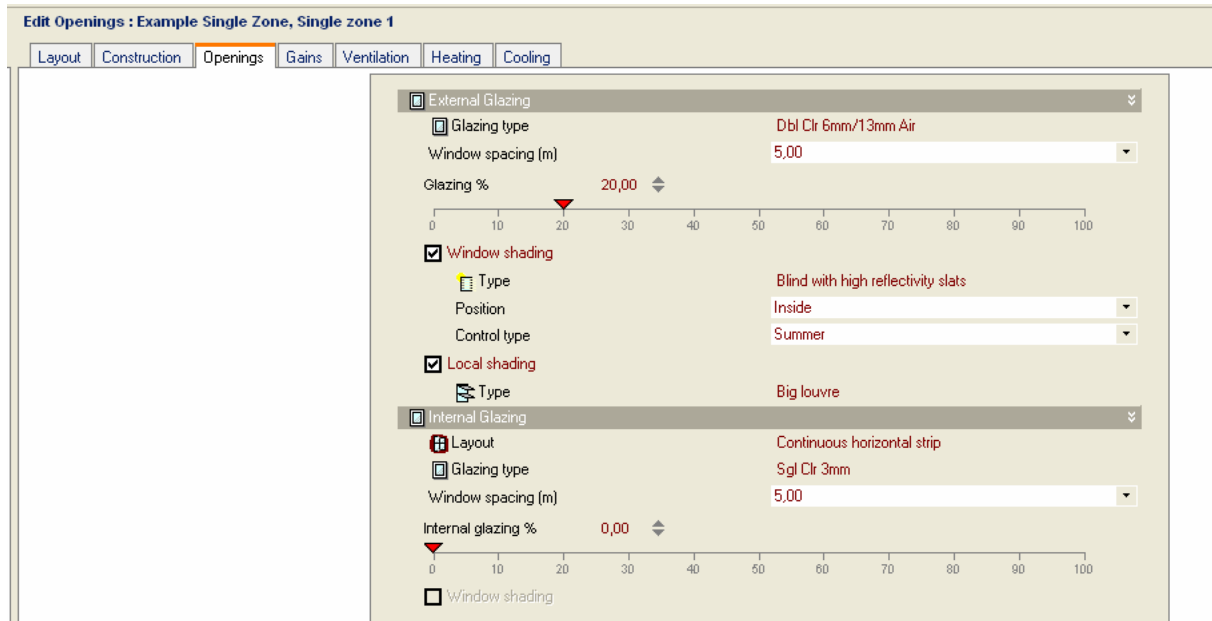 Edit Openings : Example Single Zone, Single zone 1
Layout Construction Openings Gains Ventilation Heating Cooling
External Glazing
Glazing type Dbl Clr 6mm/13mm Air
Window spacing (m) 5,00
Glazing % 20,00
0 10 20 30 40 50 60 70 80 90 100
Window shading
Type Blind with high reflectivity slats
Position Inside
Control type Summer
Local shading
Type Big louvre
Internal Glazing
Layout Continuous horizontal strip
Glazing type Sgl Clr 3mm
Window spacing (m) 5,00
Internal glazing % 0,00
0 10 20 30 40 50 60 70 80 90 100
Window shading